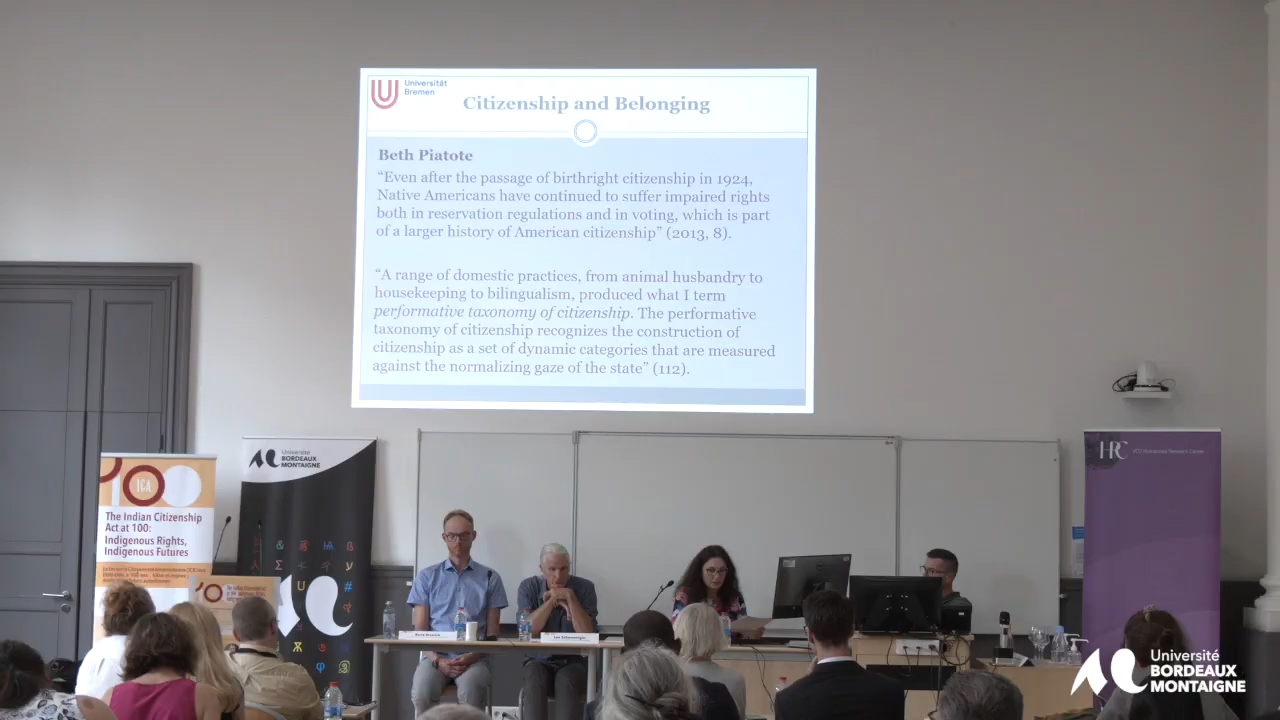 Universität
Bremen
Citizenship and Belonging
Beth Piatote
“Even after the passage of birthright citizenship in 1924,
Native Americans have continued to suffer impaired rights
both in reservation regulations and in voting, which is part
of a larger history of American citizenship” (2013, 8).
“A range of domestic practices, from animal husbandry to
housekeeping to bilingualism, produced what I term
performative taxonomy of citizenship. The performative
taxonomy of citizenship recognizes the construction of
citizenship as a set of dynamic categories that are measured
against the normalizing gaze of the state” (112).
Université
BORDEAUX
MONTAIGNE
HRC
100
ICA
The Indian Citizenship
Act at 100:
Indigenous Rights,
Indigenous Futures
Université
BORDEAUX
MONTAIGNE